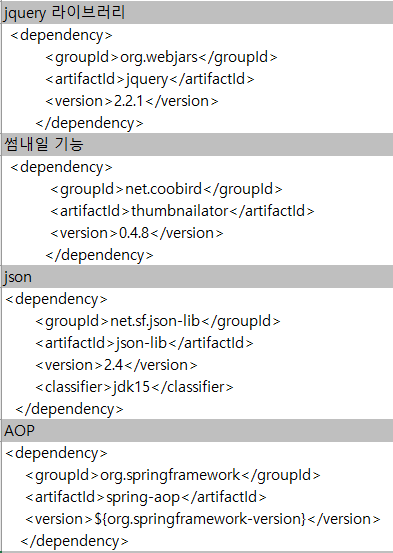 jquery 라이브러리
<dependency>
<groupId>org.webjars</groupId>
<artifactId>jquery</artifactId>
<version>2.2.1</version>
</dependency>
썸내일 기능
<dependency>
<groupId>net.coobird</groupId>
<artifactId>thumbnailator</artifactId>
<version>0.4.8</version>
</dependency>
json
<dependency>
<groupId>net.sf.json-lib</groupId>
<artifactId>json-lib</artifactId>
<version>2.4</version>
<classifier>jdk15</classifier>
</dependency>
AOP
<dependency>
<groupId>org.springframework</groupId>
<artifactId>spring-aop</artifactId>
<version>${org.springframework-version}</version>
</dependency>